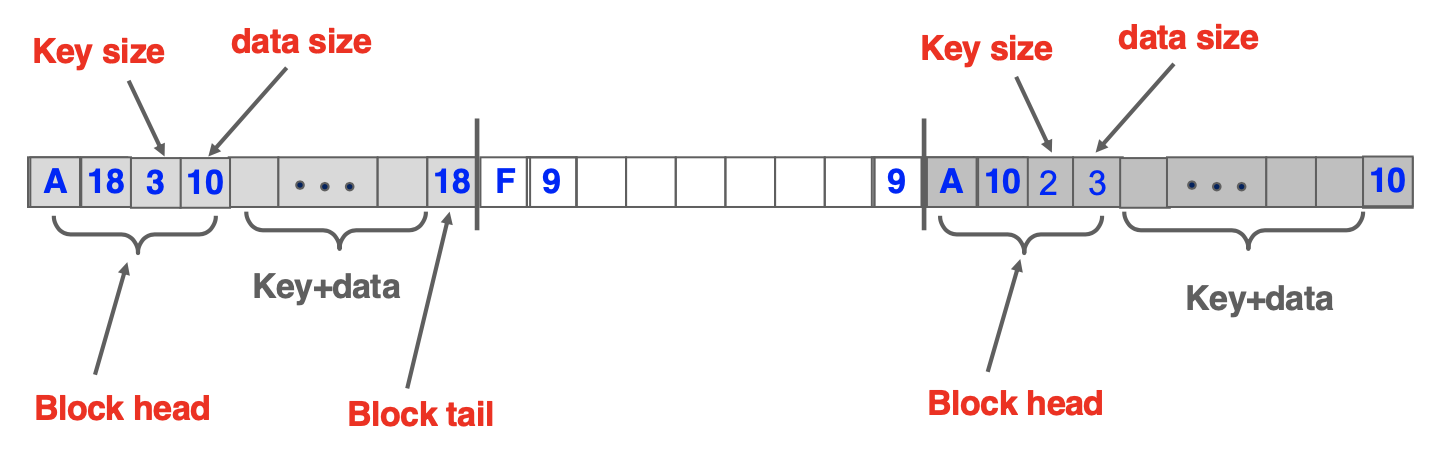 Key size
data size
Key size
data size
A 18 3 10 • • • 18 F 9 9 A 10 2 3 • • • 10
Key+data
Key+data
Block head
Block tail
Block head